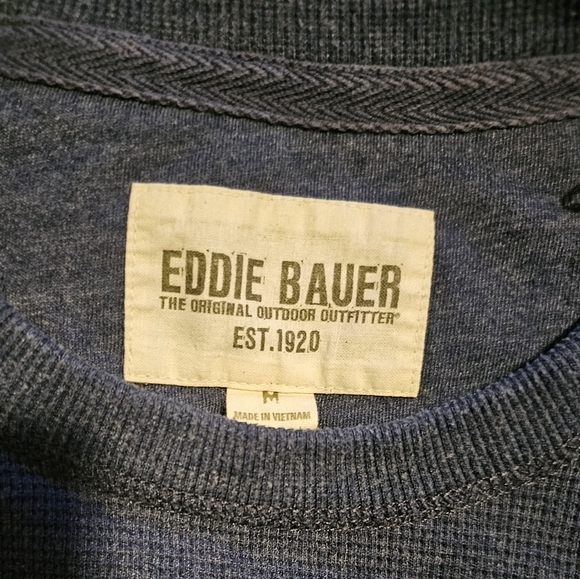 EDDIE BAUER
THE ORIGINAL OUTDOOR OUTFITTER®
EST.1920
M
MADE IN VIETNAM